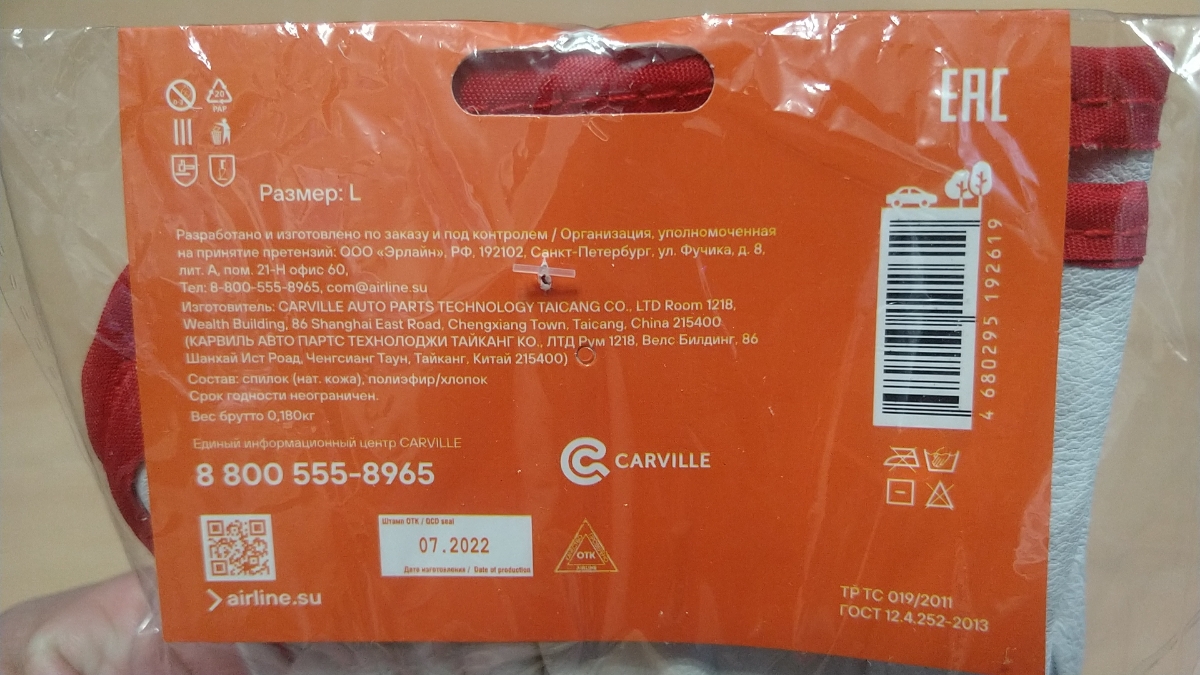 EAC
20
PAP
Размер: L
Разработано и изготовлено по заказу и под контролем / Организация, уполномоченная
на принятие претензий: ООО «Эрлайн», РФ, 192102, Санкт-Петербург, ул. Фучика, д. 8,
лит. А, пом. 21-Н офис 60,
Тел: 8-800-555-8965, com@airline.su
Изготовитель: CARVILLE AUTO PARTS TECHNOLOGY TAICANG CO., LTD Room 1218,
Wealth Building, 86 Shanghai East Road, Chengxiang Town, Taicang, China 215400
(КАРВИЛЬ АВТО ПАРТС ТЕХНОЛОДЖИ ТАЙКАНГ КО., ЛТД Рум 1218, Велс Билдинг, 86
Шанхай Ист Роад, Ченгсианг Таун, Тайканг, Китай 215400)
Состав: спилок (нат. кожа), полиэфир/хлопок
Срок годности неограничен.
Вес брутто 0,180кг
4 680295 192619
Единый информационный центр CARVILLE
8 800 555-8965
CARVILLE
Штамп ОТК / QCD seal
07.2022
Дата изготовления / Date of production
ОТК
airline.su
ТР ТС 019/2011
ГОСТ 12.4.252-2013